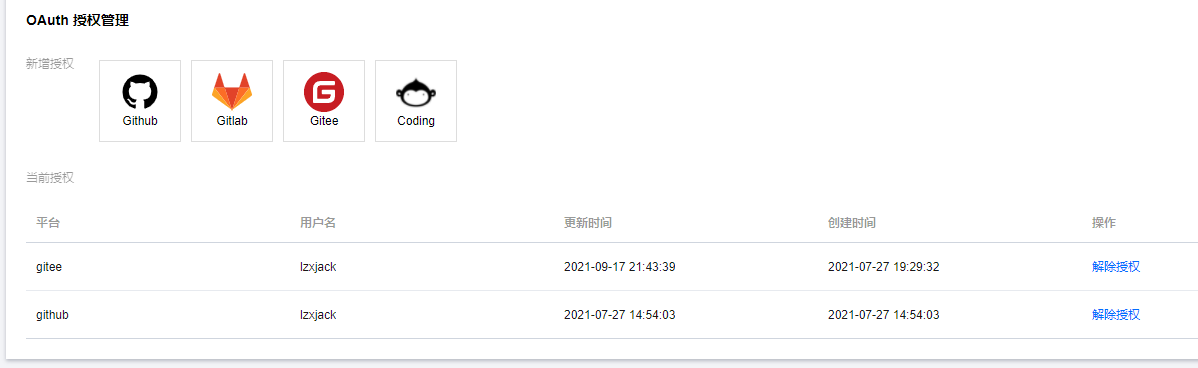 OAuth 授权管理
新增授权
Github Gitlab Gitee Coding
当前授权
平台 用户名 更新时间 创建时间 操作
gitee lzxjack 2021-09-17 21:43:39 2021-07-27 19:29:32 解除授权
github lzxjack 2021-07-27 14:54:03 2021-07-27 14:54:03 解除授权